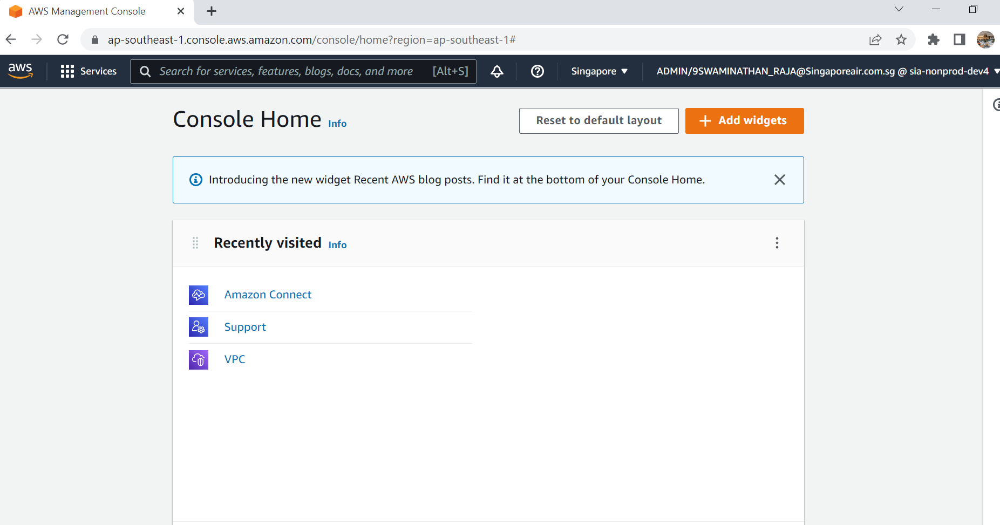 AWS Management Console
ap-southeast-1.console.aws.amazon.com/console/home?region=ap-southeast-1#
aws
Services
Search for services, features, blogs, docs, and more [Alt+S]
Singapore
ADMIN/9SWAMINATHAN_RAJA@Singaporeair.com.sg @ sia-nonprod-dev4
Console Home Info
Reset to default layout
Add widgets
Introducing the new widget Recent AWS blog posts. Find it at the bottom of your Console Home.
Recently visited Info
Amazon Connect
Support
VPC